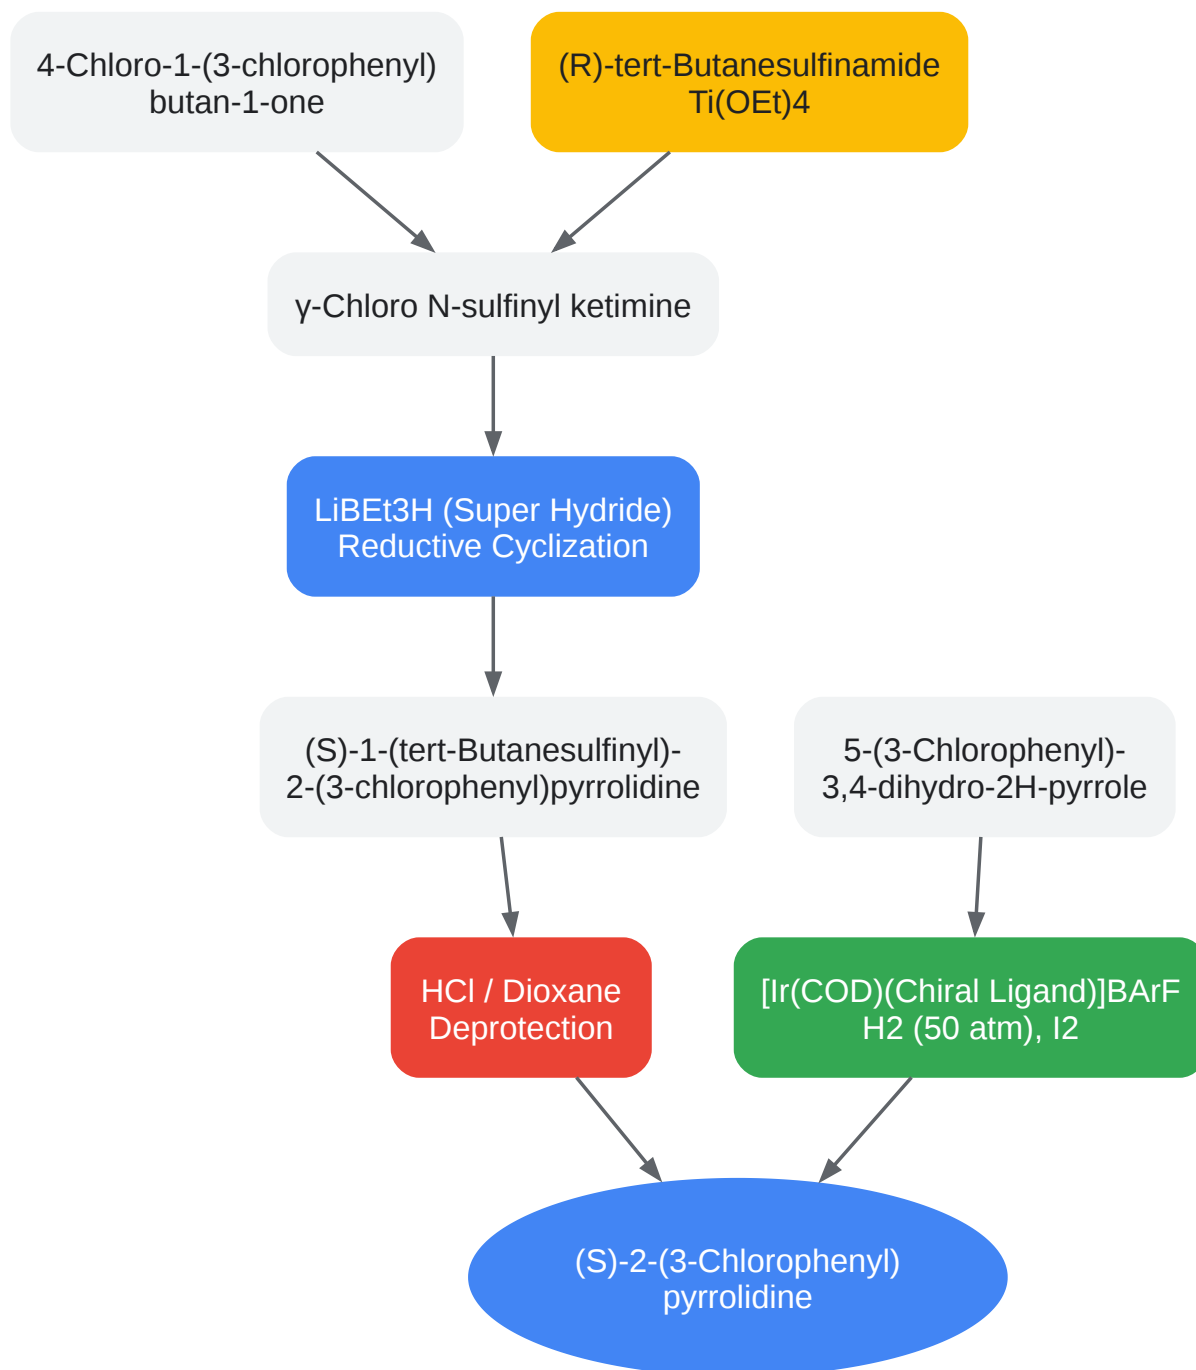 4-Chloro-1-(3-chlorophenyl)
butan-1-one
(R)-tert-Butanesulfinamide
Ti(OEt)4
γ-Chloro N-sulfinyl ketimine
LiBEt3H (Super Hydride)
Reductive Cyclization
(S)-1-(tert-Butanesulfinyl)-
2-(3-chlorophenyl)pyrrolidine
5-(3-Chlorophenyl)-
3,4-dihydro-2H-pyrrole
HCl / Dioxane
Deprotection
[Ir(COD)(Chiral Ligand)]BArF
H2 (50 atm), I2
(S)-2-(3-Chlorophenyl)
pyrrolidine